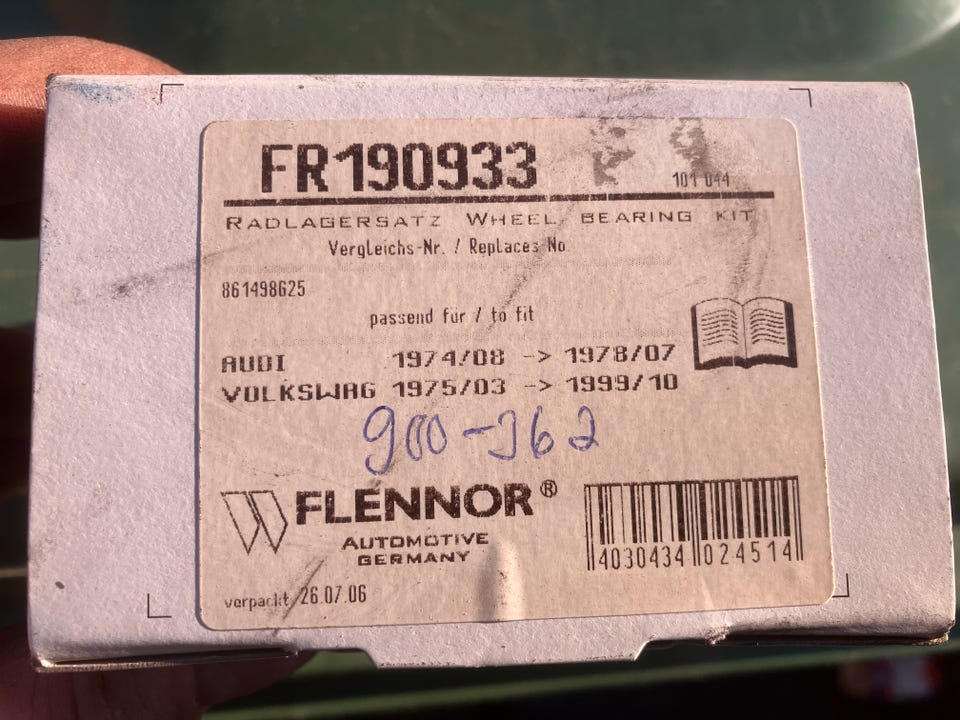 FR190933
101 044
RADLAGERSATZ WHEEL BEARING KIT
Vergleichs-Nr. / Replaces No.
861498625
passend für / to fit
AUDI 1974/08 -> 1978/07
VOLKSWAG 1975/03 -> 1999/10
900-362
FLENNOR®
AUTOMOTIVE
GERMANY
4030434 024514
verpackt 26.07.06